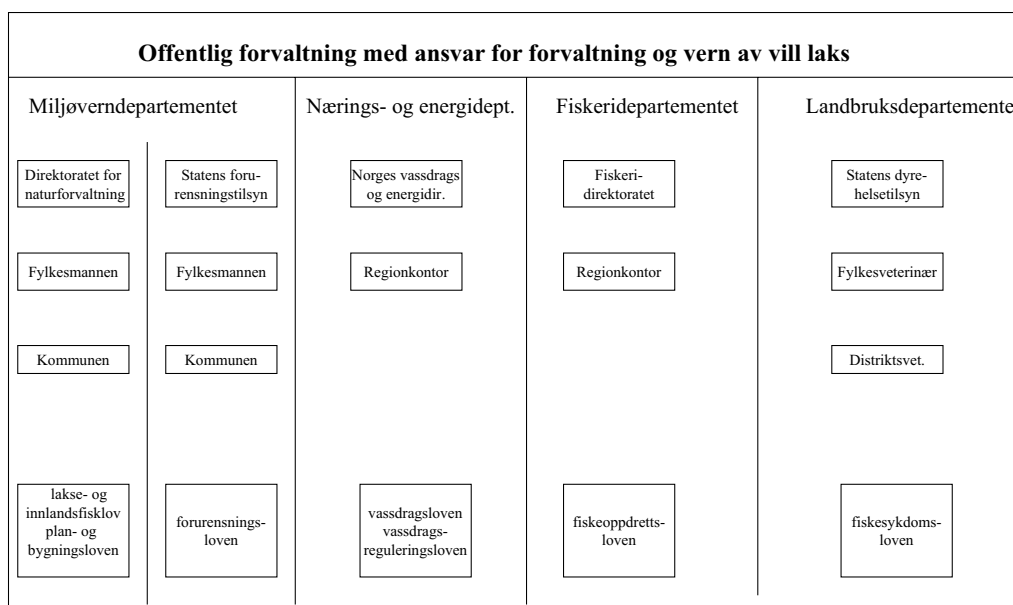 Offentlig forvaltning med ansvar for forvaltning og vern av vill laks
Miljøverndepartementet
Nærings- og energidept.
Fiskeridepartementet
Landbruksdepartemente
Direktoratet for
naturforvaltning
Statens foru-
rensningstilsyn
Norges vassdrags
og energidir.
Fiskeri-
direktoratet
Statens dyre-
helsetilsyn
Fylkesmannen
Fylkesmannen
Regionkontor
Regionkontor
Fylkesveterinær
Kommunen
Kommunen
Distriktsvet.
lakse- og
innlandsfisklov
plan- og
bygningsloven
forurensnings-
loven
vassdragsloven
vassdrags-
reguleringsloven
fiskeoppdretts-
loven
fiskesykdoms-
loven